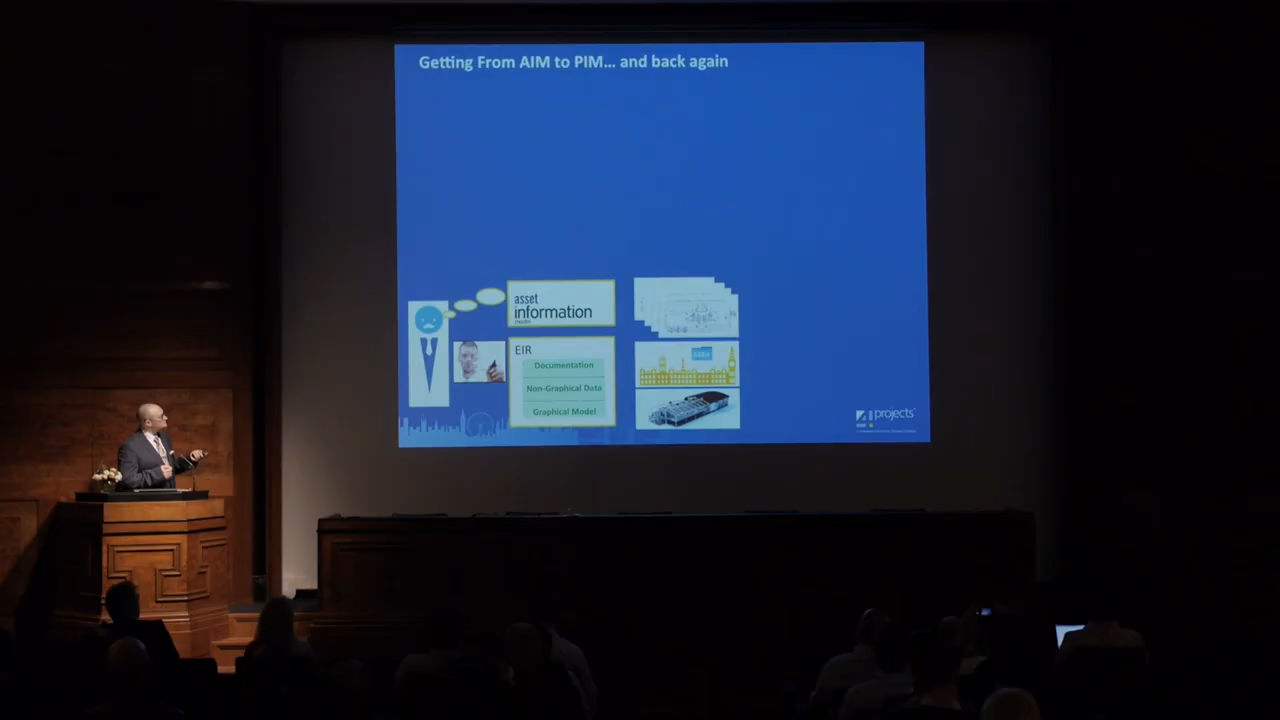 Getting From AIM to PIM... and back again
asset
information
EIR
Documentation
Non-Graphical Data
Graphical Model
projects